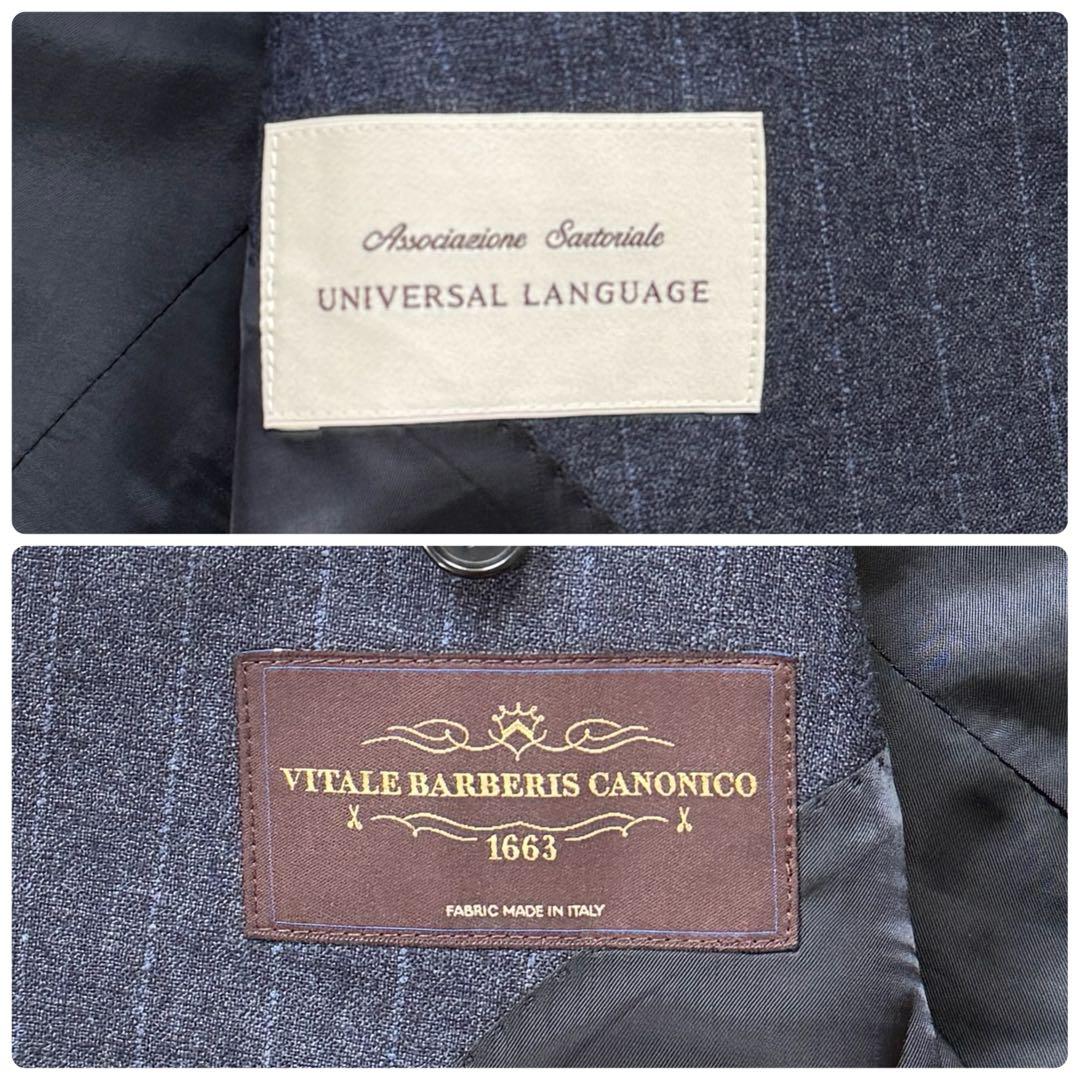 Associazione Sartoriale
UNIVERSAL LANGUAGE
VITALE BARBERIS CANONICO
1663
FABRIC MADE IN ITALY